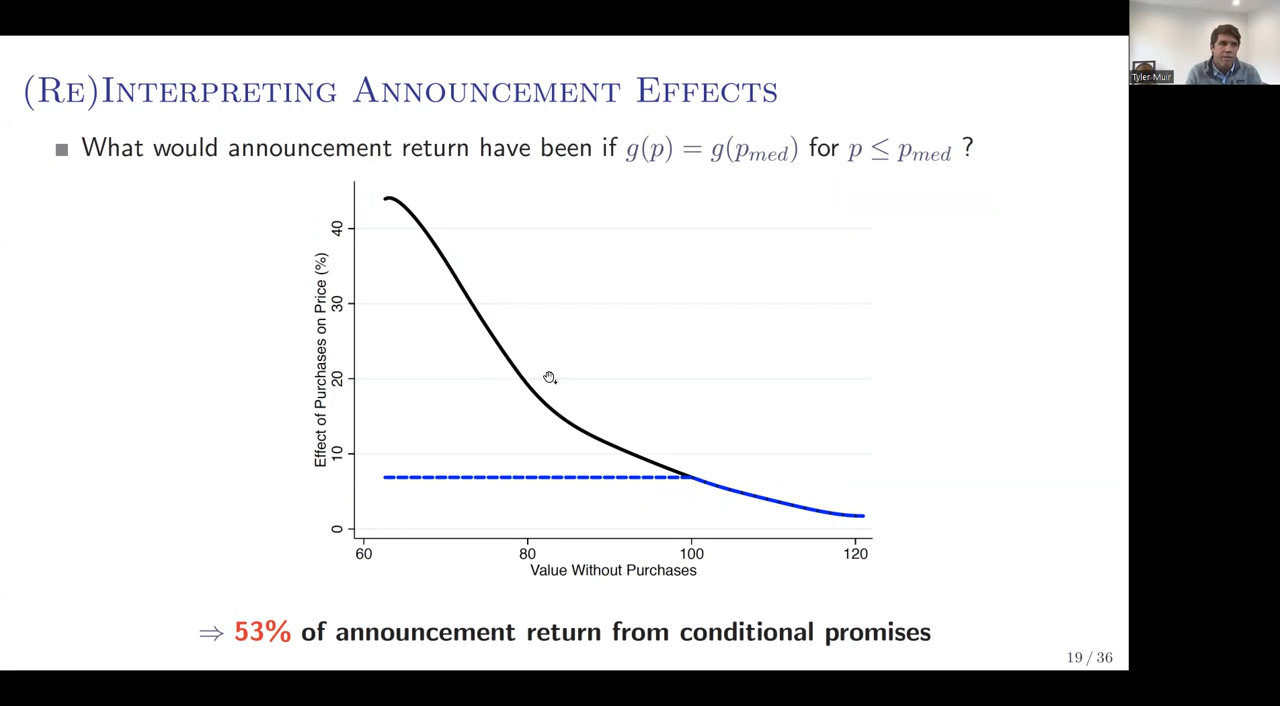 (Re)Interpreting Announcement Effects
Tyler Muir
What would announcement return have been if g(p) = g(p_med) for p ≤ p_med ?
Effect of Purchases on Price (%)
40
30
20
10
0
60 80 100 120
Value Without Purchases
⇒ 53% of announcement return from conditional promises
19 / 36